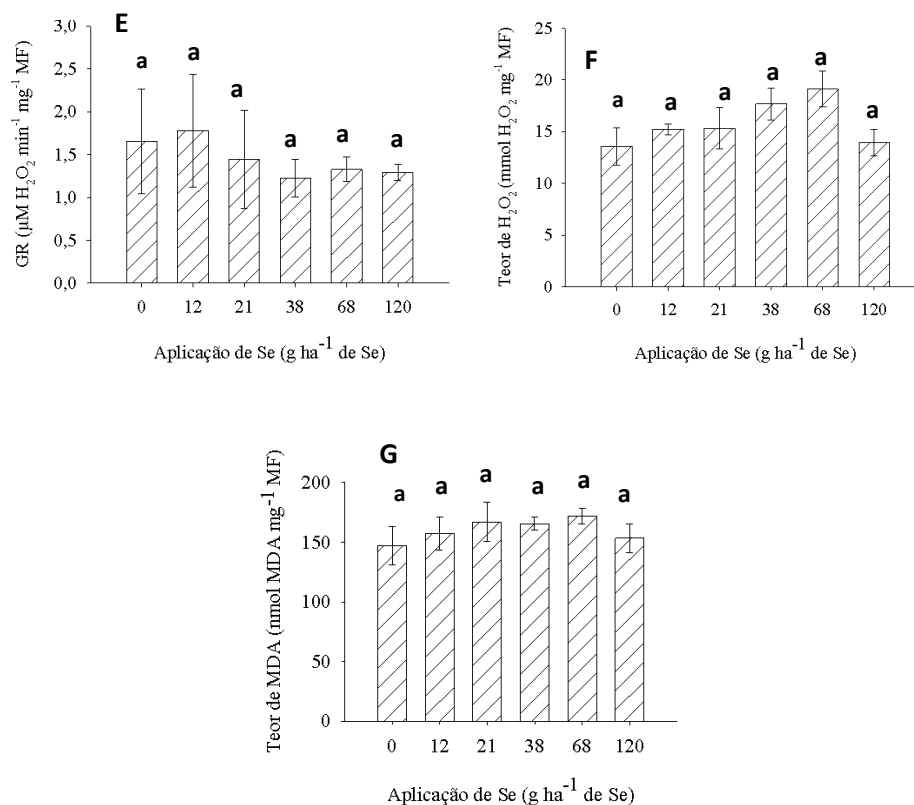 E
GR (µM H₂O₂ min⁻¹ mg⁻¹ MF)
3,0
2,5
2,0
1,5
1,0
0,5
0,0
a a a a a a
0 12 21 38 68 120
Aplicação de Se (g ha⁻¹ de Se)
F
Teor de H₂O₂ (mmol H₂O₂ mg⁻¹ MF)
25
20
15
10
5
0
a a a a a a
0 12 21 38 68 120
Aplicação de Se (g ha⁻¹ de Se)
G
Teor de MDA (nmol MDA mg⁻¹ MF)
200
150
100
50
0
a a a a a a
0 12 21 38 68 120
Aplicação de Se (g ha⁻¹ de Se)